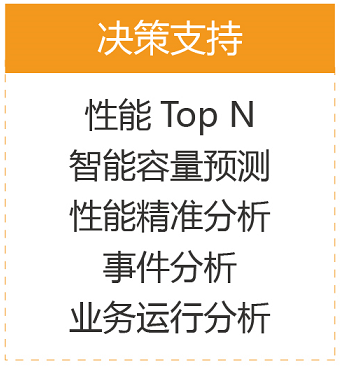 决策支持
性能 Top N
智能容量预测
性能精准分析
事件分析
业务运行分析